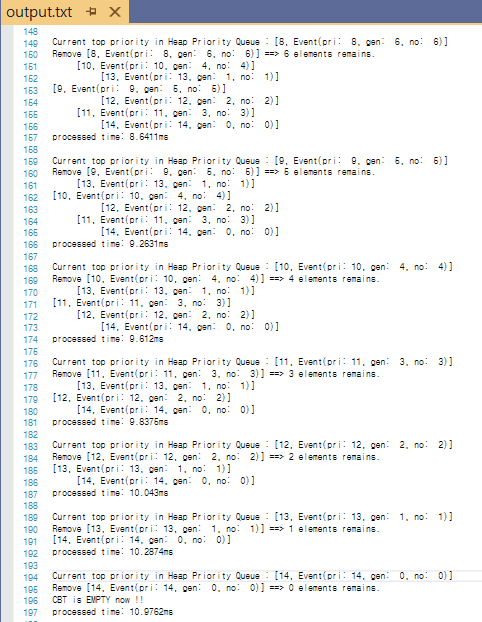 output.txt
148
149 Current top priority in Heap Priority Queue : [8, Event(pri:  8, gen:  6, no:  6)]
150 Remove [8, Event(pri:  8, gen:  6, no:  6)] ==> 6 elements remains.
151 [10, Event(pri: 10, gen:  4, no:  4)]
152 [13, Event(pri: 13, gen:  1, no:  1)]
153 [9, Event(pri:  9, gen:  5, no:  5)]
154 [12, Event(pri: 12, gen:  2, no:  2)]
155 [11, Event(pri: 11, gen:  3, no:  3)]
156 [14, Event(pri: 14, gen:  0, no:  0)]
157 processed time: 8.6411ms
158
159 Current top priority in Heap Priority Queue : [9, Event(pri:  9, gen:  5, no:  5)]
160 Remove [9, Event(pri:  9, gen:  5, no:  5)] ==> 5 elements remains.
161 [13, Event(pri: 13, gen:  1, no:  1)]
162 [10, Event(pri: 10, gen:  4, no:  4)]
163 [12, Event(pri: 12, gen:  2, no:  2)]
164 [11, Event(pri: 11, gen:  3, no:  3)]
165 [14, Event(pri: 14, gen:  0, no:  0)]
166 processed time: 9.2631ms
167
168 Current top priority in Heap Priority Queue : [10, Event(pri: 10, gen:  4, no:  4)]
169 Remove [10, Event(pri: 10, gen:  4, no:  4)] ==> 4 elements remains.
170 [13, Event(pri: 13, gen:  1, no:  1)]
171 [11, Event(pri: 11, gen:  3, no:  3)]
172 [12, Event(pri: 12, gen:  2, no:  2)]
173 [14, Event(pri: 14, gen:  0, no:  0)]
174 processed time: 9.612ms
175
176 Current top priority in Heap Priority Queue : [11, Event(pri: 11, gen:  3, no:  3)]
177 Remove [11, Event(pri: 11, gen:  3, no:  3)] ==> 3 elements remains.
178 [13, Event(pri: 13, gen:  1, no:  1)]
179 [12, Event(pri: 12, gen:  2, no:  2)]
180 [14, Event(pri: 14, gen:  0, no:  0)]
181 processed time: 9.8375ms
182
183 Current top priority in Heap Priority Queue : [12, Event(pri: 12, gen:  2, no:  2)]
184 Remove [12, Event(pri: 12, gen:  2, no:  2)] ==> 2 elements remains.
185 [13, Event(pri: 13, gen:  1, no:  1)]
186 [14, Event(pri: 14, gen:  0, no:  0)]
187 processed time: 10.043ms
188
189 Current top priority in Heap Priority Queue : [13, Event(pri: 13, gen:  1, no:  1)]
190 Remove [13, Event(pri: 13, gen:  1, no:  1)] ==> 1 elements remains.
191 [14, Event(pri: 14, gen:  0, no:  0)]
192 processed time: 10.2874ms
193
194 Current top priority in Heap Priority Queue : [14, Event(pri: 14, gen:  0, no:  0)]
195 Remove [14, Event(pri: 14, gen:  0, no:  0)] ==> 0 elements remains.
196 CBT is EMPTY now !!
197 processed time: 10.9762ms